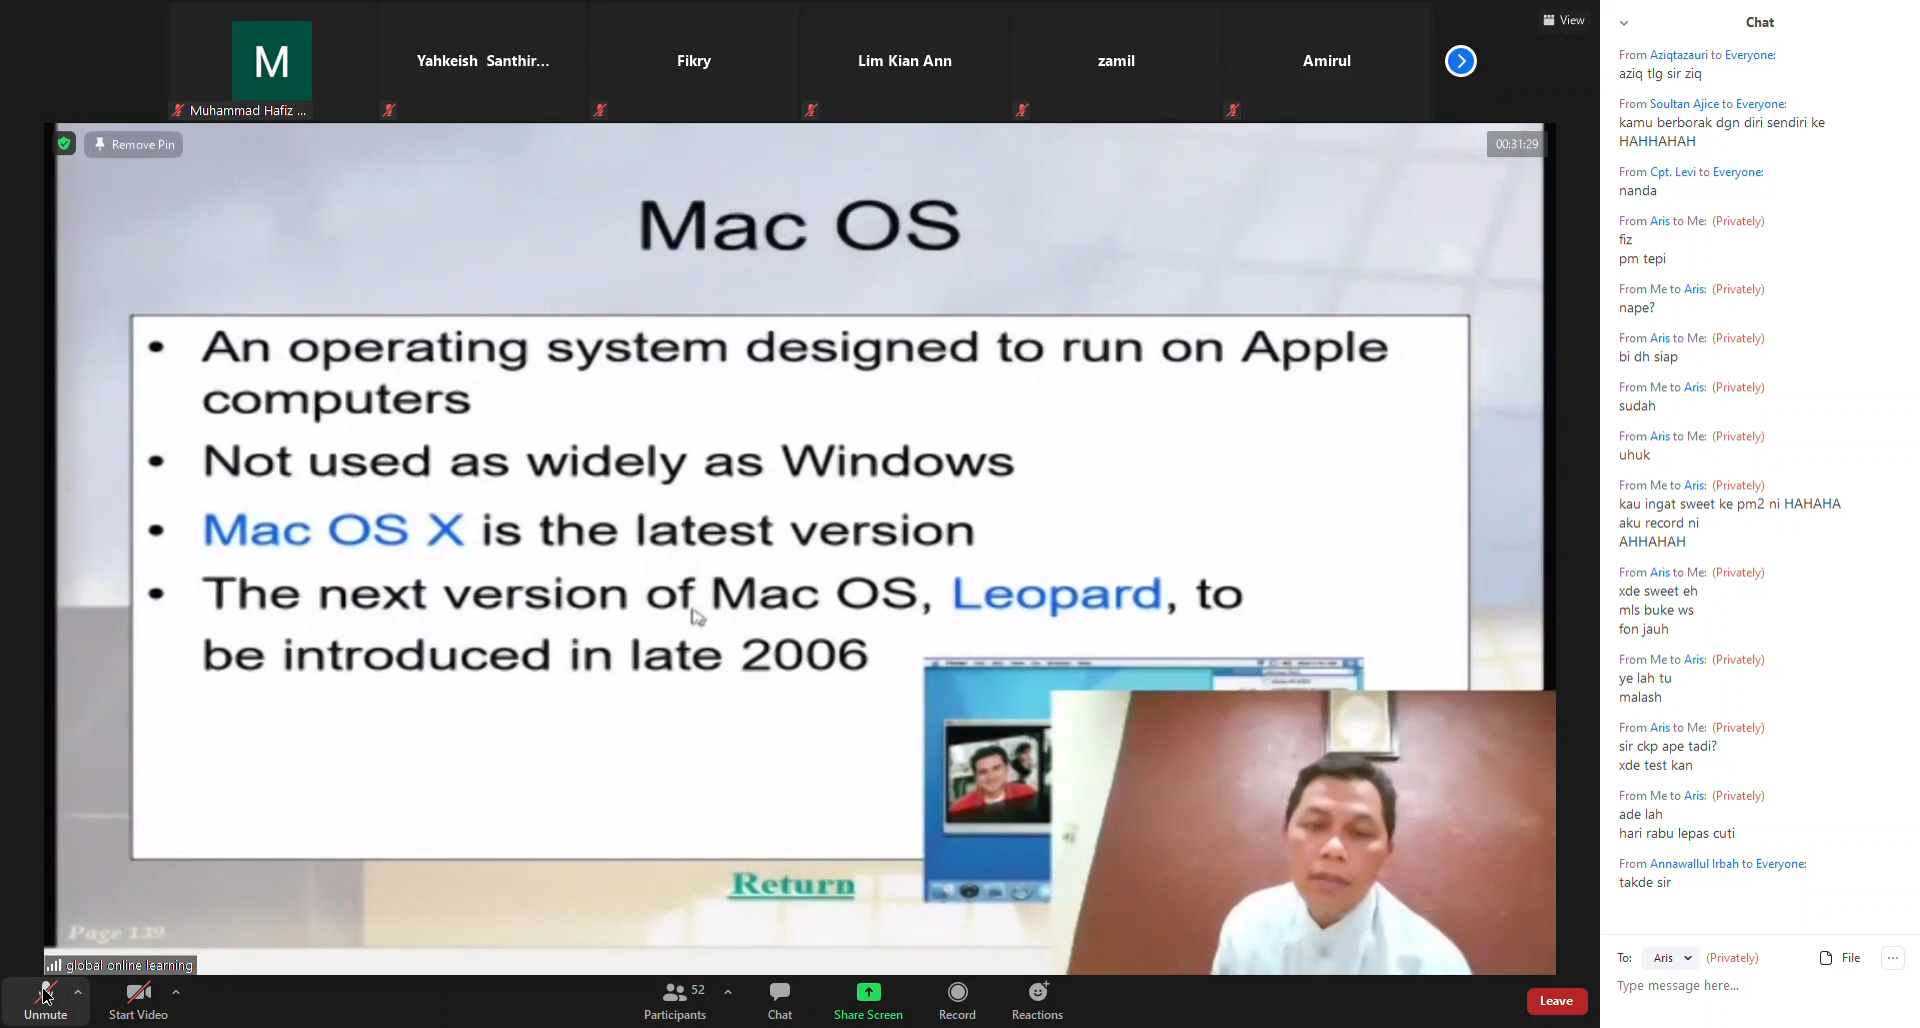 View
M
Muhammad Hafiz ...
Yahkeish Santhir...
Fikry
Lim Kian Ann
zamil
Amirul
Remove Pin
00:31:29
Mac OS
• An operating system designed to run on Apple
computers
• Not used as widely as Windows
• Mac OS X is the latest version
• The next version of Mac OS, Leopard, to
be introduced in late 2006
Return
Page 139
global online learning
Unmute
Start Video
52
Participants
Chat
Share Screen
Record
Reactions
Leave
Chat
From Aziqtazauri to Everyone:
aziq tlg sir ziq
From Soultan Ajice to Everyone:
kamu berborak dgn diri sendiri ke
HAHHAHAH
From Cpt. Levi to Everyone:
nanda
From Aris to Me: (Privately)
fiz
pm tepi
From Me to Aris: (Privately)
nape?
From Aris to Me: (Privately)
bi dh siap
From Me to Aris: (Privately)
sudah
From Aris to Me: (Privately)
uhuk
From Me to Aris: (Privately)
kau ingat sweet ke pm2 ni HAHAHA
aku record ni
AHHAHAH
From Aris to Me: (Privately)
xde sweet eh
mls buke ws
fon jauh
From Me to Aris: (Privately)
ye lah tu
malash
From Aris to Me: (Privately)
sir ckp ape tadi?
xde test kan
From Me to Aris: (Privately)
ade lah
hari rabu lepas cuti
From Annawallul Irbah to Everyone:
takde sir
To: Aris (Privately) File ...
Type message here...